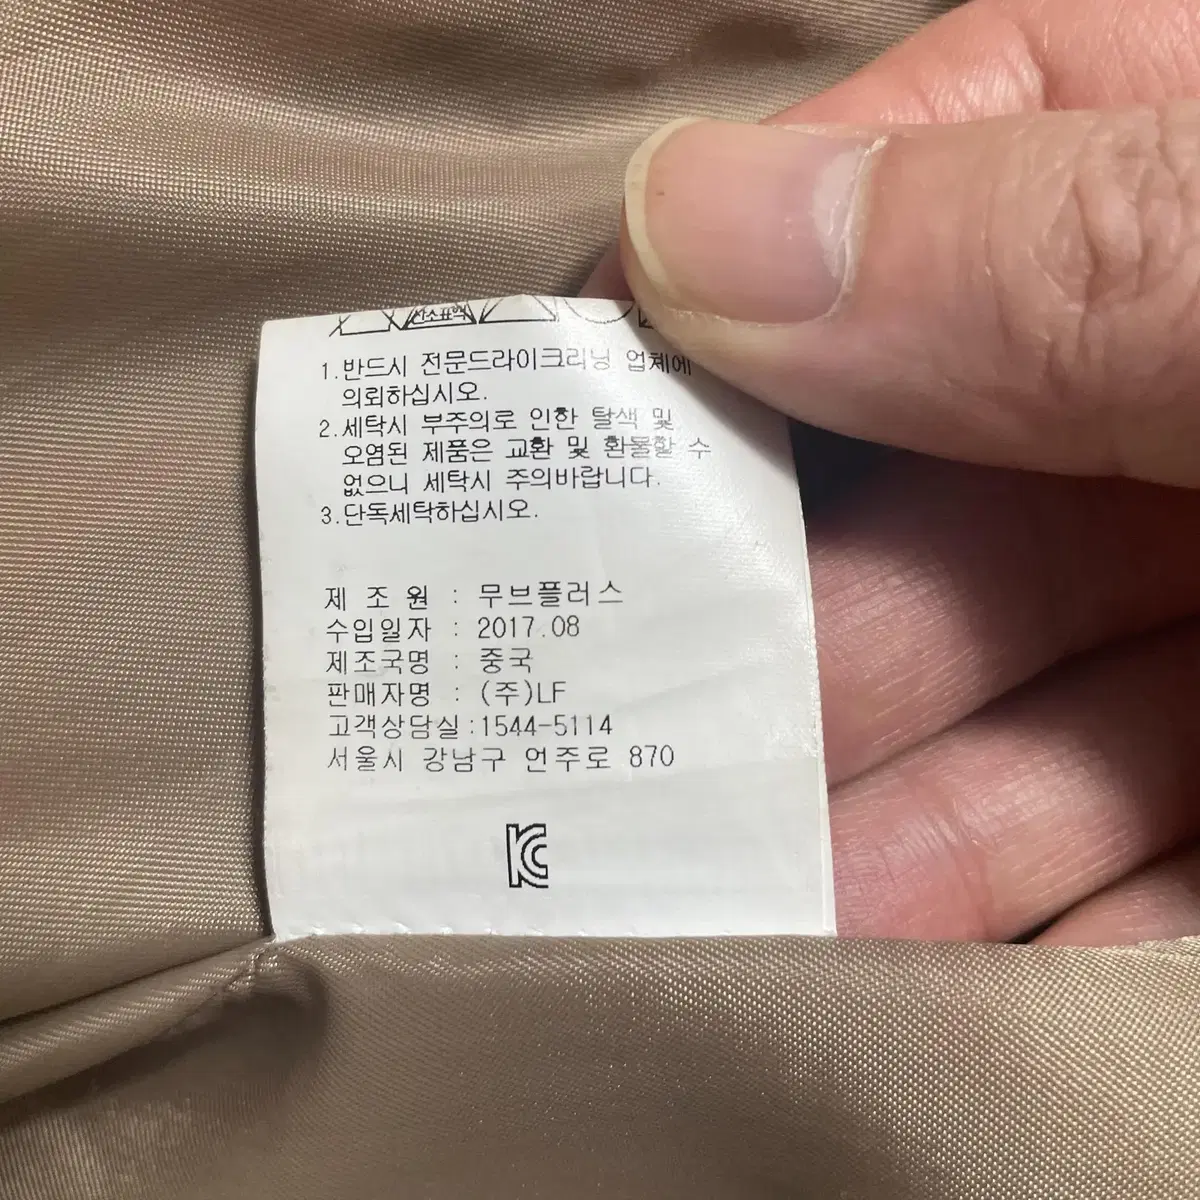 산소표백
1.반드시 전문드라이크리닝 업체에
의뢰하십시오.
2.세탁시 부주의로 인한 탈색 및
오염된 제품은 교환 및 환불할 수
없으니 세탁시 주의바랍니다.
3.단독세탁하십시오.
제 조 원 : 무브플러스
수입일자 : 2017.08
제조국명 : 중국
판매자명 : (주)LF
고객상담실:1544-5114
서울시 강남구 언주로 870
KC